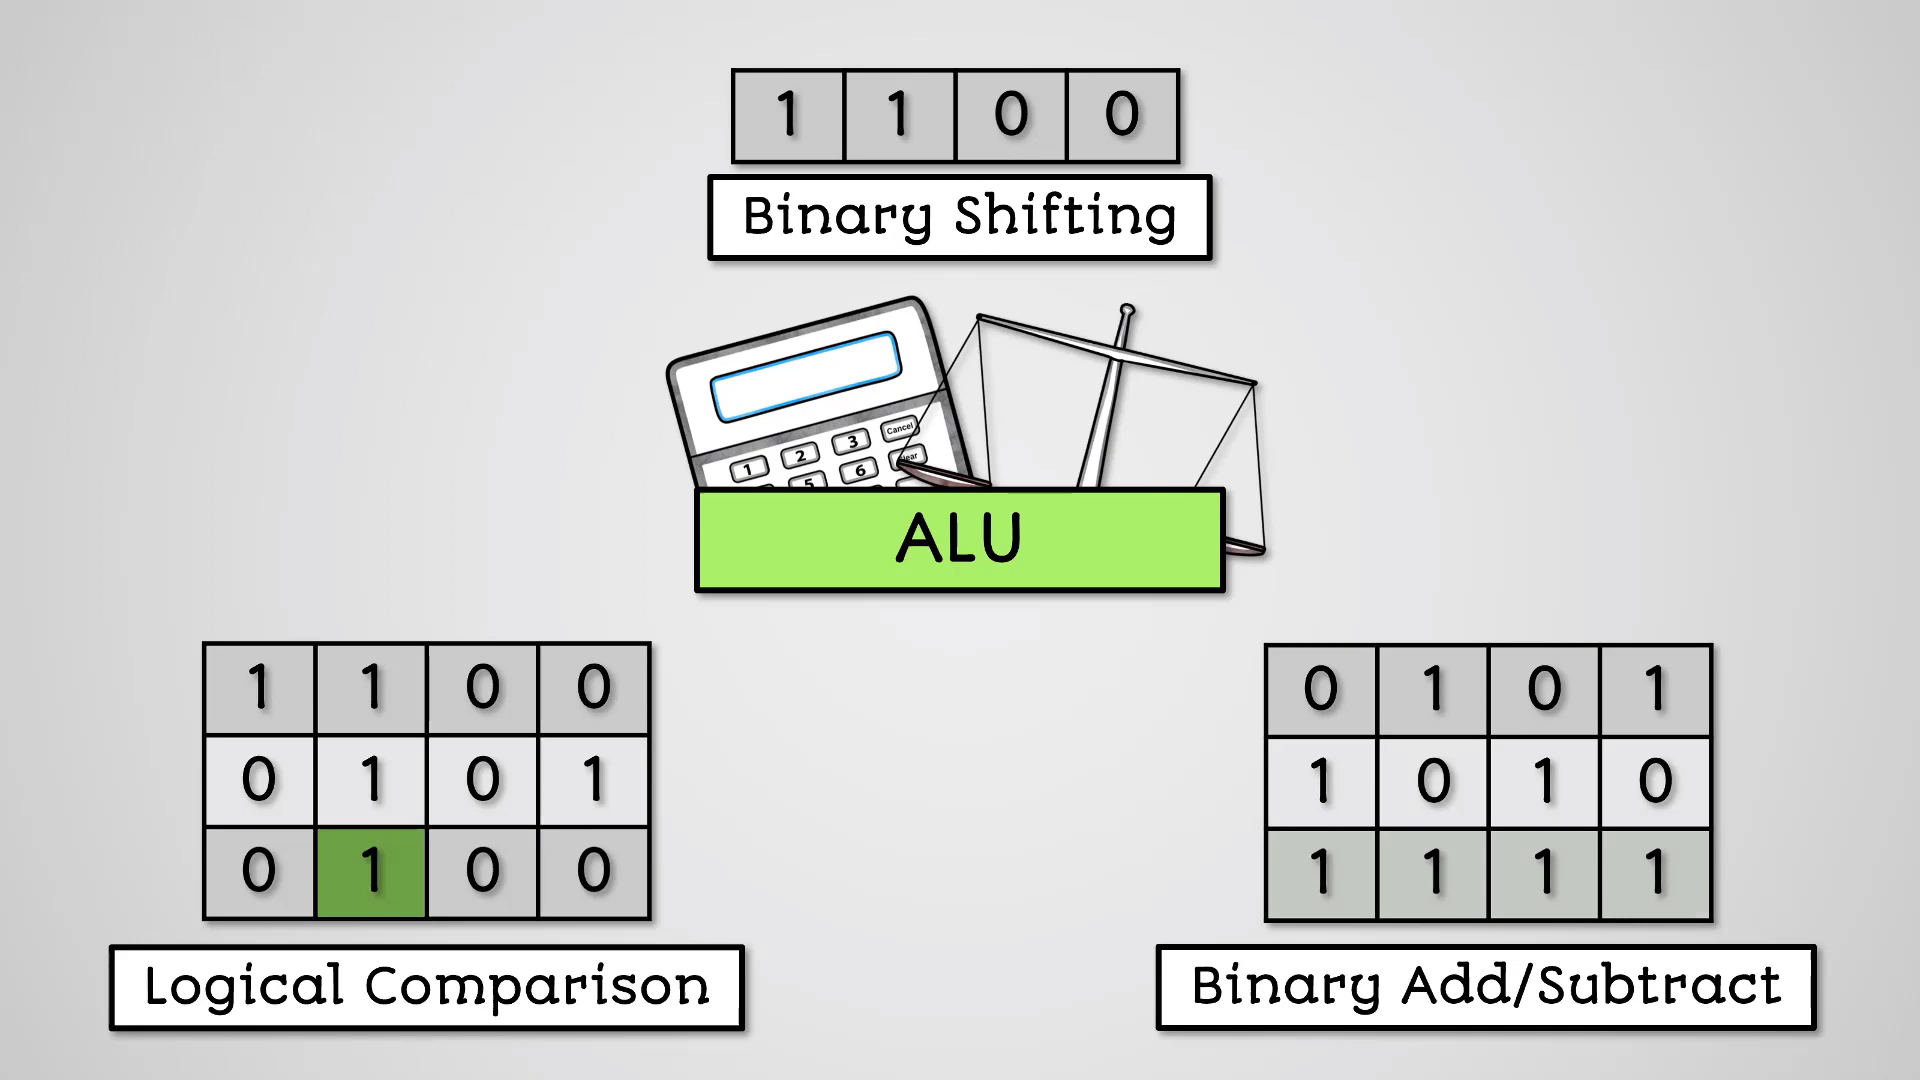 1 1 0 0
Binary Shifting
Cancel
1 2 3
5 6
ALU
1 1 0 0
0 1 0 1
0 1 0 0
Logical Comparison
0 1 0 1
1 0 1 0
1 1 1 1
Binary Add/Subtract